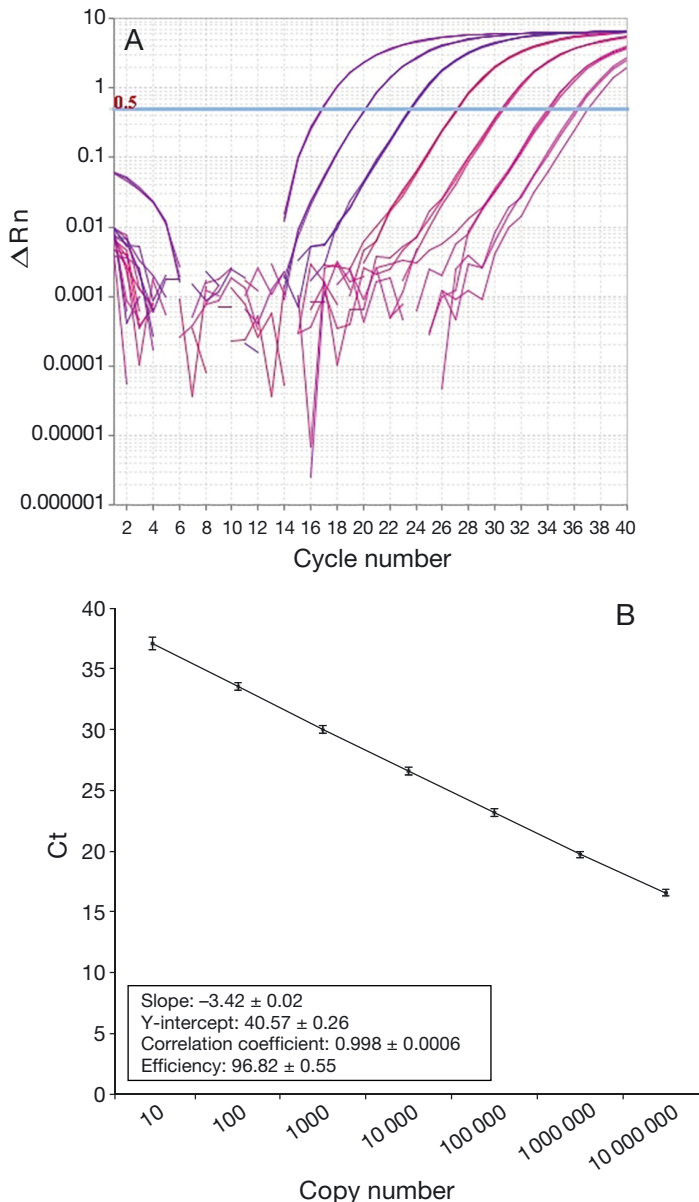 A
10
1
0.5
0.1
0.01
0.001
0.0001
0.00001
0.000001
ΔRn
2 4 6 8 10 12 14 16 18 20 22 24 26 28 30 32 34 36 38 40
Cycle number
B
40
35
30
25
20
15
10
5
0
Ct
Slope: –3.42 ± 0.02
Y-intercept: 40.57 ± 0.26
Correlation coefficient: 0.998 ± 0.0006
Efficiency: 96.82 ± 0.55
10 100 1000 10 000 100 000 1000 000 10 000 000
Copy number